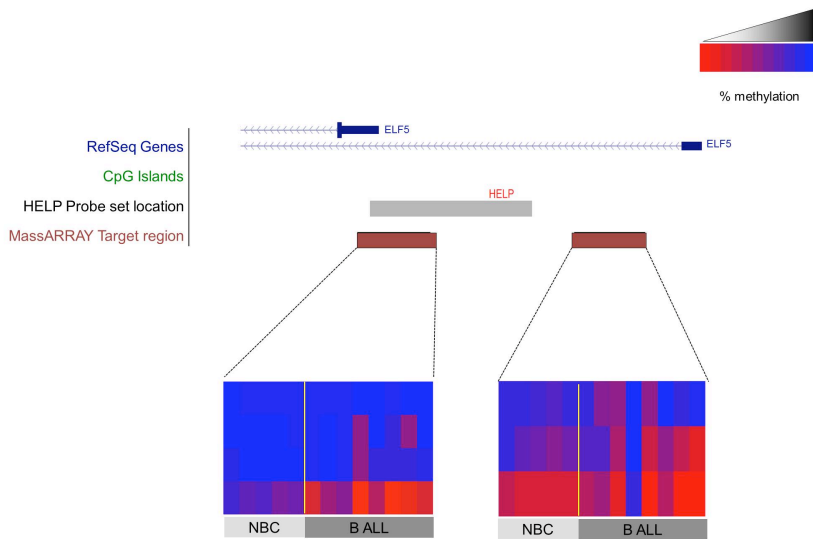 % methylation
ELF5
RefSeq Genes
ELF5
CpG Islands
HELP
HELP Probe set location
MassARRAY Target region
NBC
B ALL
NBC
B ALL